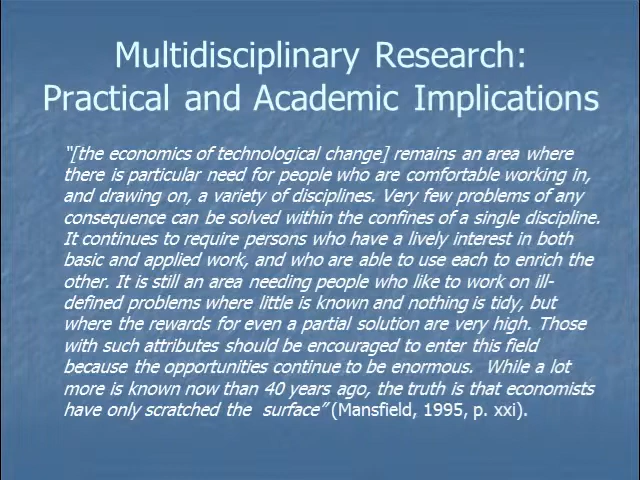 Multidisciplinary Research:
Practical and Academic Implications
"[the economics of technological change] remains an area where
there is particular need for people who are comfortable working in,
and drawing on, a variety of disciplines. Very few problems of any
consequence can be solved within the confines of a single discipline.
It continues to require persons who have a lively interest in both
basic and applied work, and who are able to use each to enrich the
other. It is still an area needing people who like to work on ill-
defined problems where little is known and nothing is tidy, but
where the rewards for even a partial solution are very high. Those
with such attributes should be encouraged to enter this field
because the opportunities continue to be enormous.  While a lot
more is known now than 40 years ago, the truth is that economists
have only scratched the  surface" (Mansfield, 1995, p. xxi).